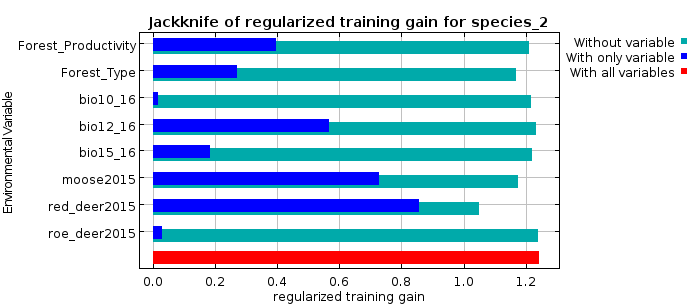 Jackknife of regularized training gain for species_2
Environmental Variable
Forest_Productivity
Forest_Type
bio10_16
bio12_16
bio15_16
moose2015
red_deer2015
roe_deer2015
0.0 0.2 0.4 0.6 0.8 1.0 1.2
regularized training gain
Without variable
With only variable
With all variables